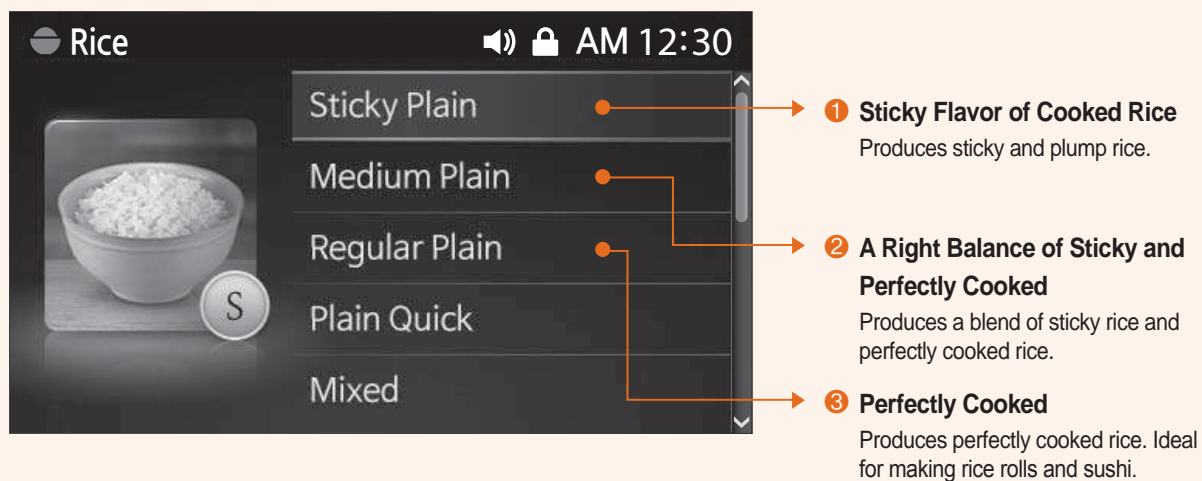 Rice
AM 12:30
Sticky Plain
Medium Plain
Regular Plain
Plain Quick
Mixed
S
❶ Sticky Flavor of Cooked Rice
Produces sticky and plump rice.
❷ A Right Balance of Sticky and
Perfectly Cooked
Produces a blend of sticky rice and
perfectly cooked rice.
❸ Perfectly Cooked
Produces perfectly cooked rice. Ideal
for making rice rolls and sushi.